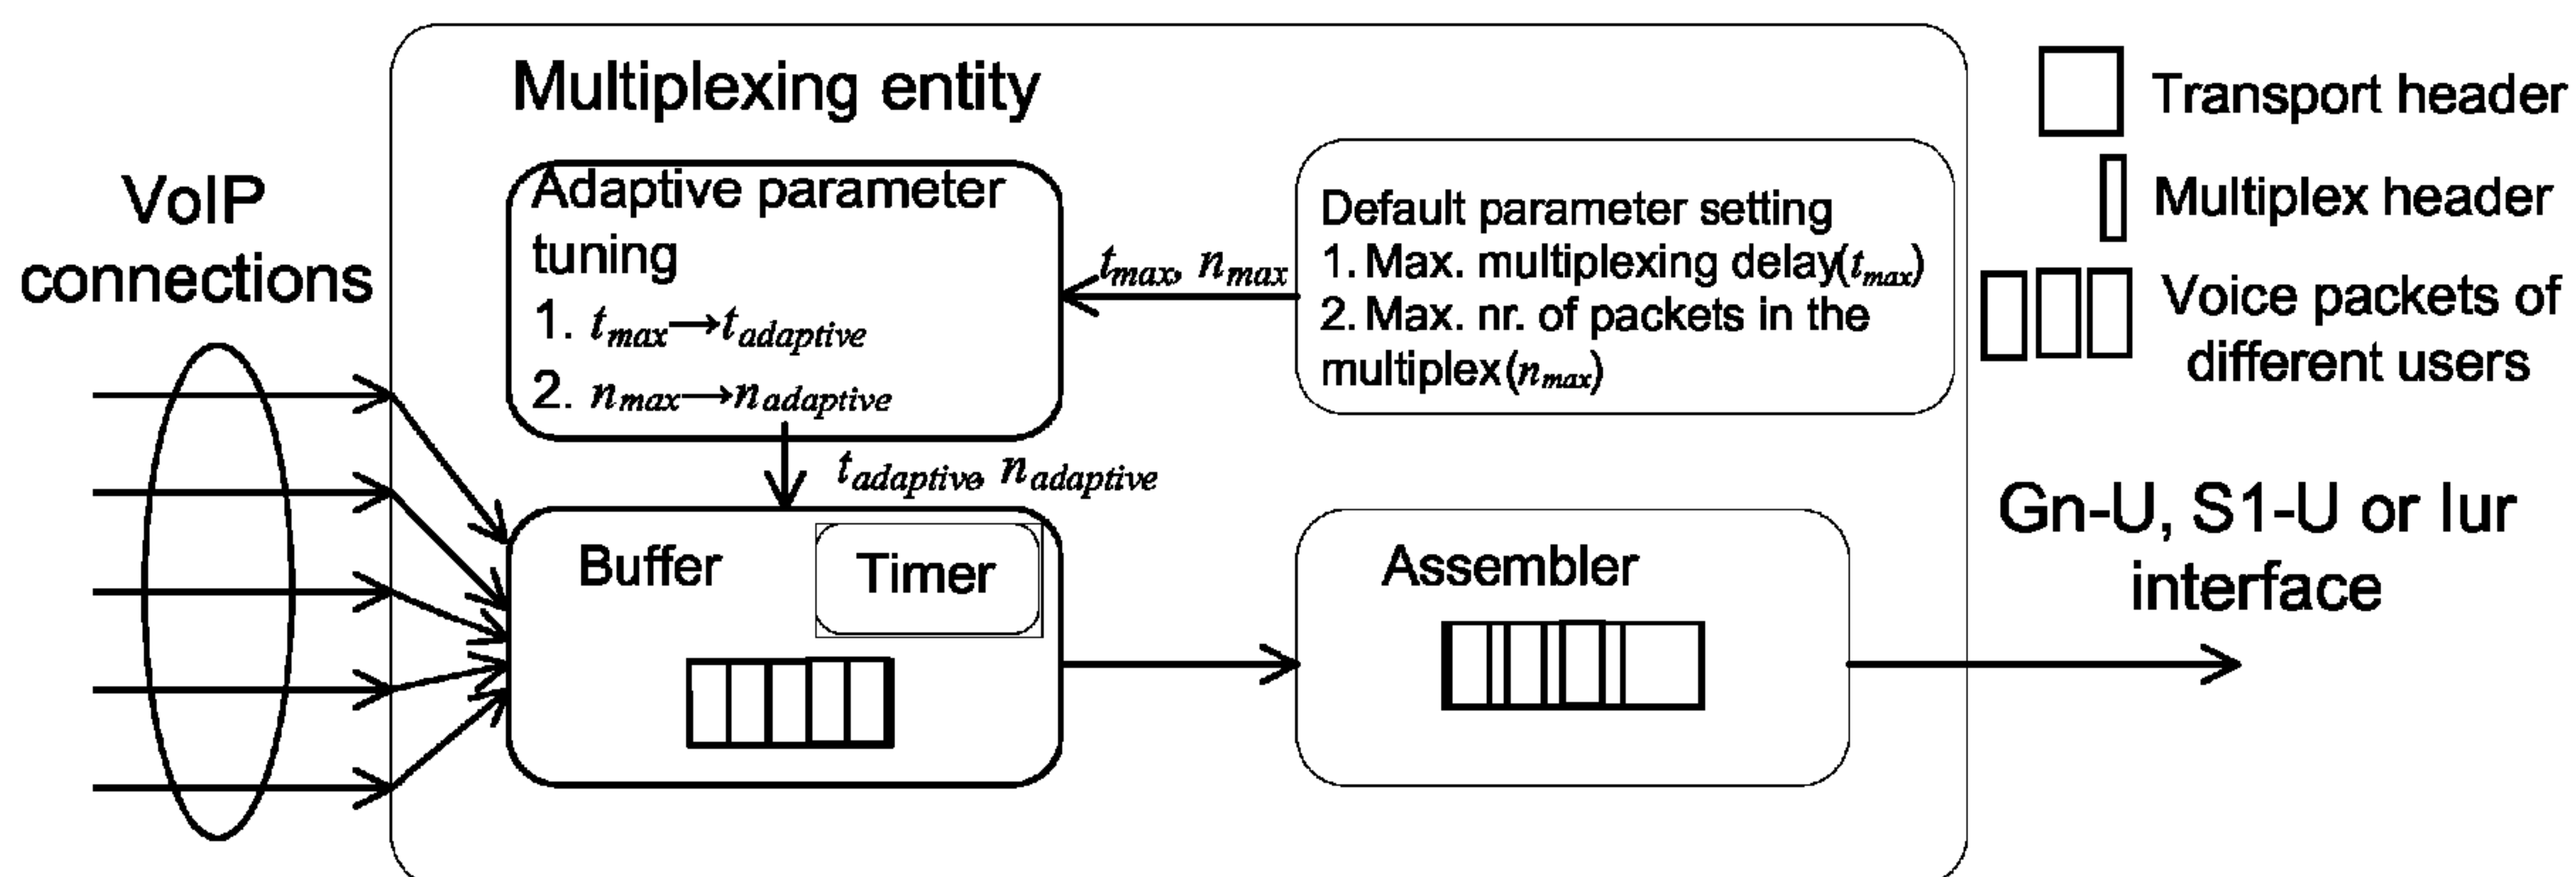 Multiplexing entity
VoIP
connections
Adaptive parameter
tuning
1. tmax→tadaptive
2. nmax→nadaptive
tmax, nmax
Default parameter setting
1. Max. multiplexing delay(tmax)
2. Max. nr. of packets in the
multiplex(nmax)
tadaptive, nadaptive
Buffer
Timer
Assembler
Transport header
Multiplex header
Voice packets of
different users
Gn-U, S1-U or Iur
interface